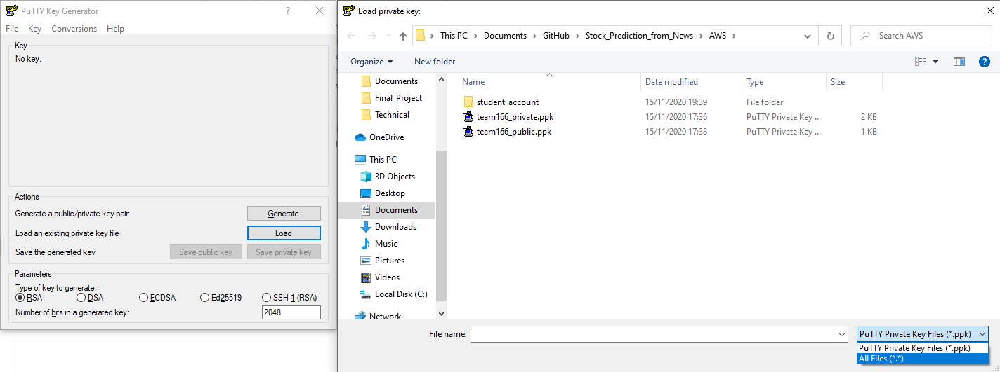 PuTTY Key Generator
?
File Key Conversions Help
Key
No key.
Actions
Generate a public/private key pair
Generate
Load an existing private key file
Load
Save the generated key
Save public key
Save private key
Parameters
Type of key to generate:
RSA DSA ECDSA Ed25519 SSH-1 (RSA)
Number of bits in a generated key:
2048
Load private key:
This PC Documents GitHub Stock_Prediction_from_News AWS
Search AWS
Organize New folder
?
Documents
Final_Project
Technical
OneDrive
This PC
3D Objects
Desktop
Documents
Downloads
Music
Pictures
Videos
Local Disk (C:)
Network
Name Date modified Type Size
student_account 15/11/2020 19:39 File folder
team166_private.ppk 15/11/2020 17:36 PuTTY Private Key ... 2 KB
team166_public.ppk 15/11/2020 17:38 PuTTY Private Key ... 1 KB
File name:
PuTTY Private Key Files (*.ppk)
PuTTY Private Key Files (*.ppk)
All Files (*.*)